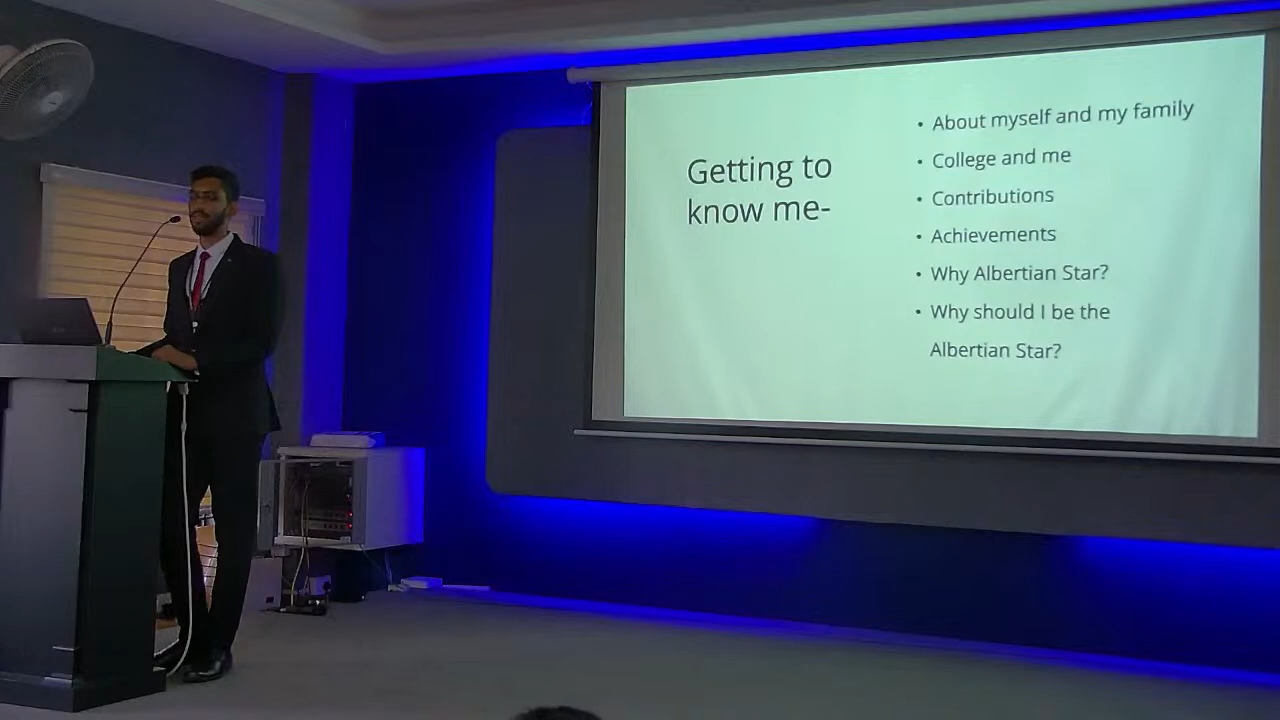 Getting to
know me-
• About myself and my family
• College and me
• Contributions
• Achievements
• Why Albertian Star?
• Why should I be the
Albertian Star?